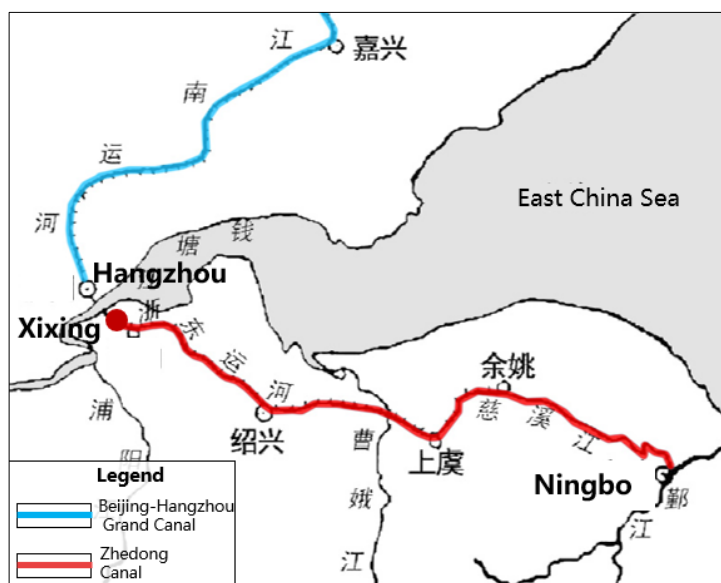 江
嘉兴
南
运
河
East China Sea
钱
塘
Hangzhou
Xixing
浙
东
运
河
余姚
慈
溪
江
浦
阳
绍兴
曹
娥
江
上虞
Ningbo
鄞
江
Legend
Beijing-Hangzhou
Grand Canal
Zhedong
Canal